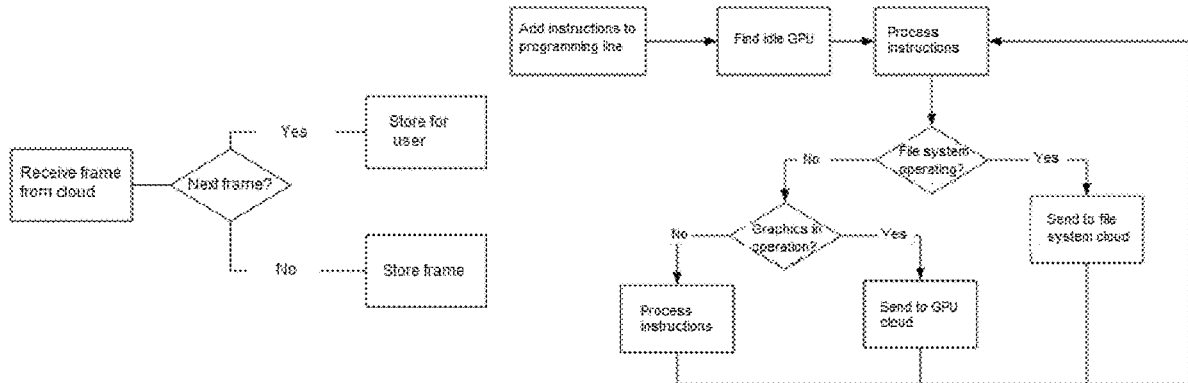 Receive frame
from cloud
Next frame?
Yes
Store for
user
No
Store frame
Add instructions to
programming line
Find idle GPU
Process
instructions
File system
operating?
No
Yes
Graphics in
operation?
Send to file
system cloud
No
Yes
Process
instructions
Send to GPU
cloud